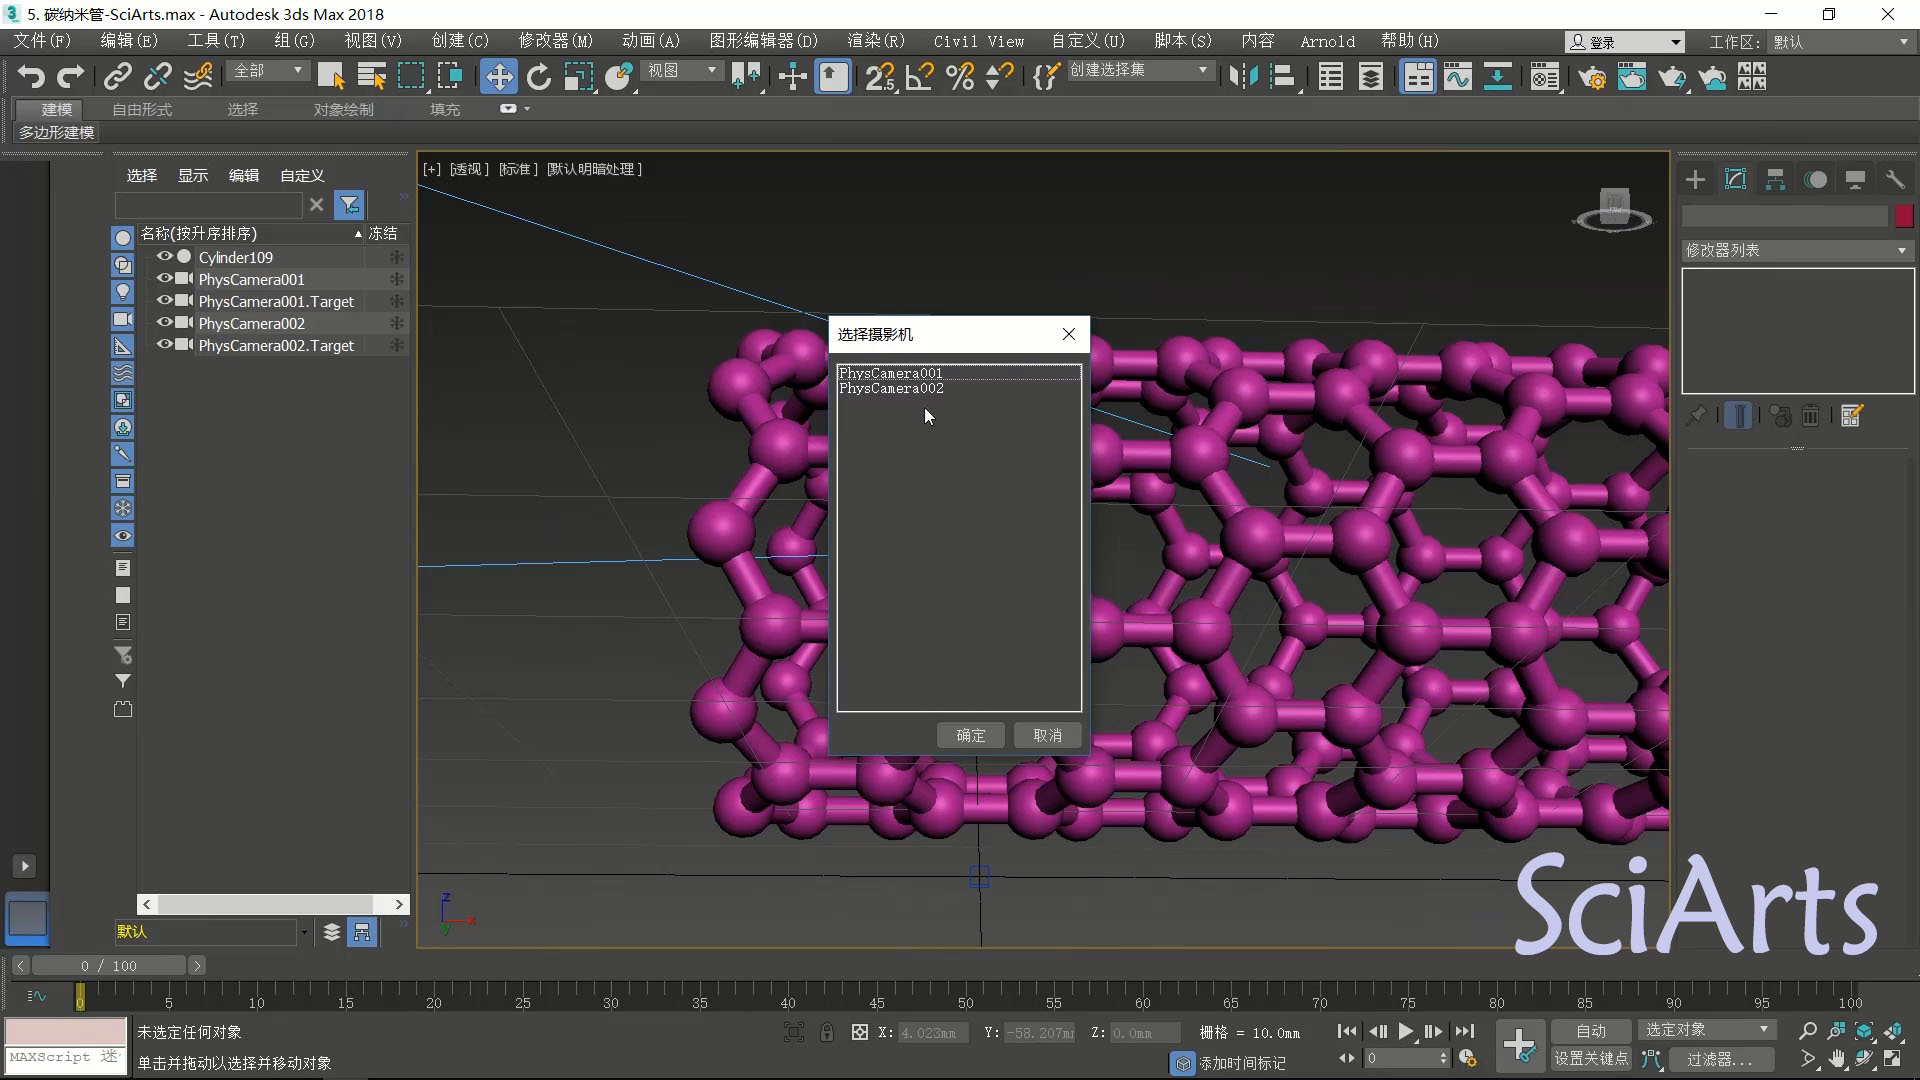 5. 碳纳米管-SciArts.max - Autodesk 3ds Max 2018
文件(F) 编辑(E) 工具(T) 组(G) 视图(V) 创建(C) 修改器(M) 动画(A) 图形编辑器(D) 渲染(R) Civil View 自定义(U) 脚本(S) 内容 Arnold 帮助(H) 登录 工作区: 默认
全部 视图 创建选择集
建模 自由形式 选择 对象绘制 填充
多边形建模
选择 显示 编辑 自定义
[+] [透视] [标准] [默认明暗处理]
名称(按升序排序) 冻结
修改器列表
Cylinder109
PhysCamera001
PhysCamera001.Target
PhysCamera002
PhysCamera002.Target
选择摄影机
PhysCamera001
PhysCamera002
确定 取消
z
x
y
SciArts
默认
0 / 100
0 5 10 15 20 25 30 35 40 45 50 55 60 65 70 75 80 85 90 95 100
未选定任何对象 X: 4.023mm Y: -58.207m Z: 0.0mm 栅格 = 10.0mm 自动 选定对象
MAXScript 迷
单击并拖动以选择并移动对象 添加时间标记 0 设置关键点 过滤器...